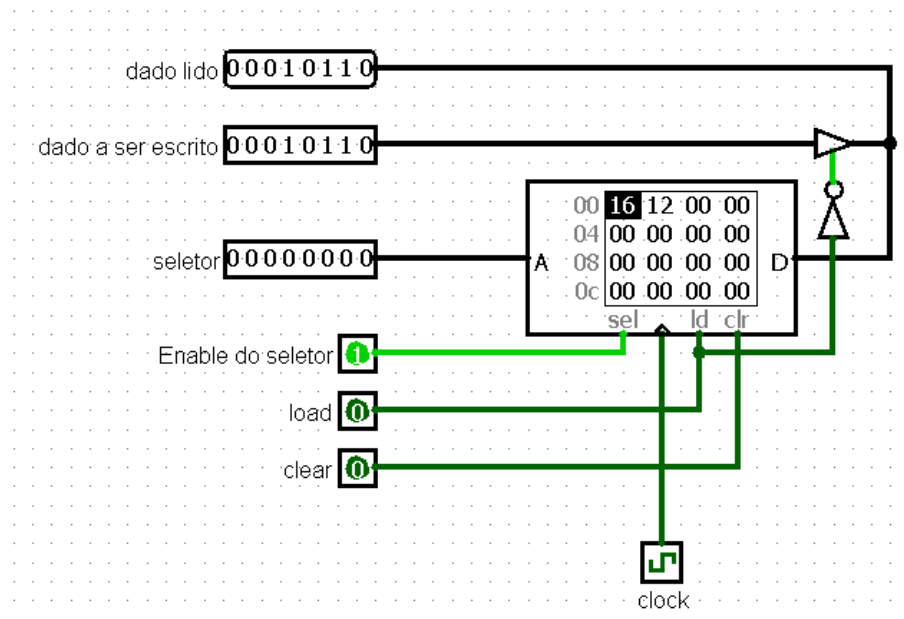 dado lido 00010110
dado a ser escrito 00010110
00 16 12 00 00
04 00 00 00 00
seletor 00000000 A 08 00 00 00 00 D
0c 00 00 00 00
sel ld clr
Enable do seletor 1
load 0
clear 0
clock